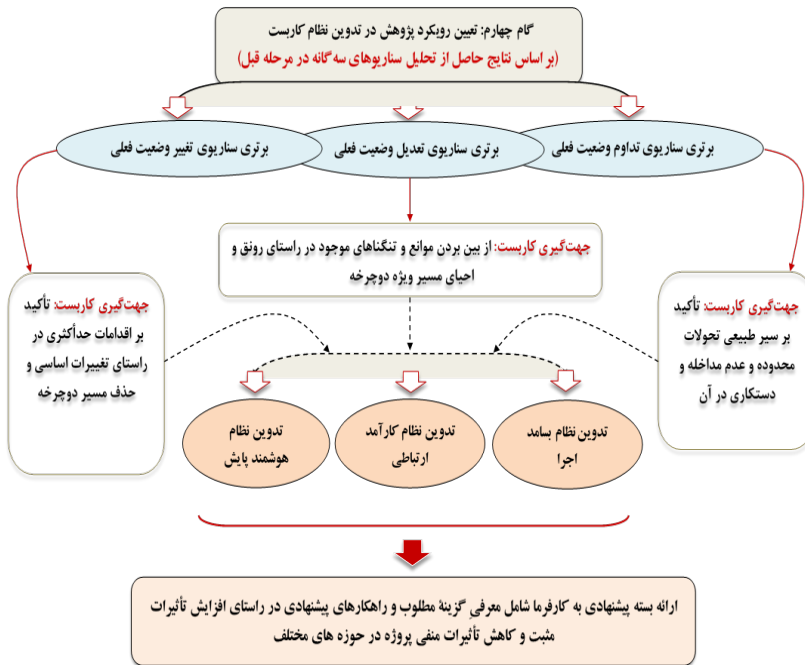 گام چهارم: تعیین رویکرد پژوهش در تدوین نظام کاربست
(بر اساس نتایج حاصل از تحلیل سناریوهای سه‌گانه در مرحله قبل)
برتری سناریوی تداوم وضعیت فعلی
برتری سناریوی تعدیل وضعیت فعلی
برتری سناریوی تغییر وضعیت فعلی
جهت‌گیری کاربست: از بین بردن موانع و تنگناهای موجود در راستای رونق و
احیای مسیر ویژه دوچرخه
جهت‌گیری کاربست: تأکید
بر سیر طبیعی تحولات
محدوده و عدم مداخله و
دستکاری در آن
جهت‌گیری کاربست: تأکید
بر اقدامات حدأکثری در
راستای تغییرات اساسی و
حذف مسیر دوچرخه
تدوین نظام بسامد
اجرا
تدوین نظام کارآمد
ارتباطی
تدوین نظام
هوشمند پایش
ارائه بسته پیشنهادی به کارفرما شامل معرفیِ گزینۀ مطلوب و راهکارهای پیشنهادی در راستای افزایش تأثیرات
مثبت و کاهش تأثیرات منفی پروژه در حوزه های مختلف